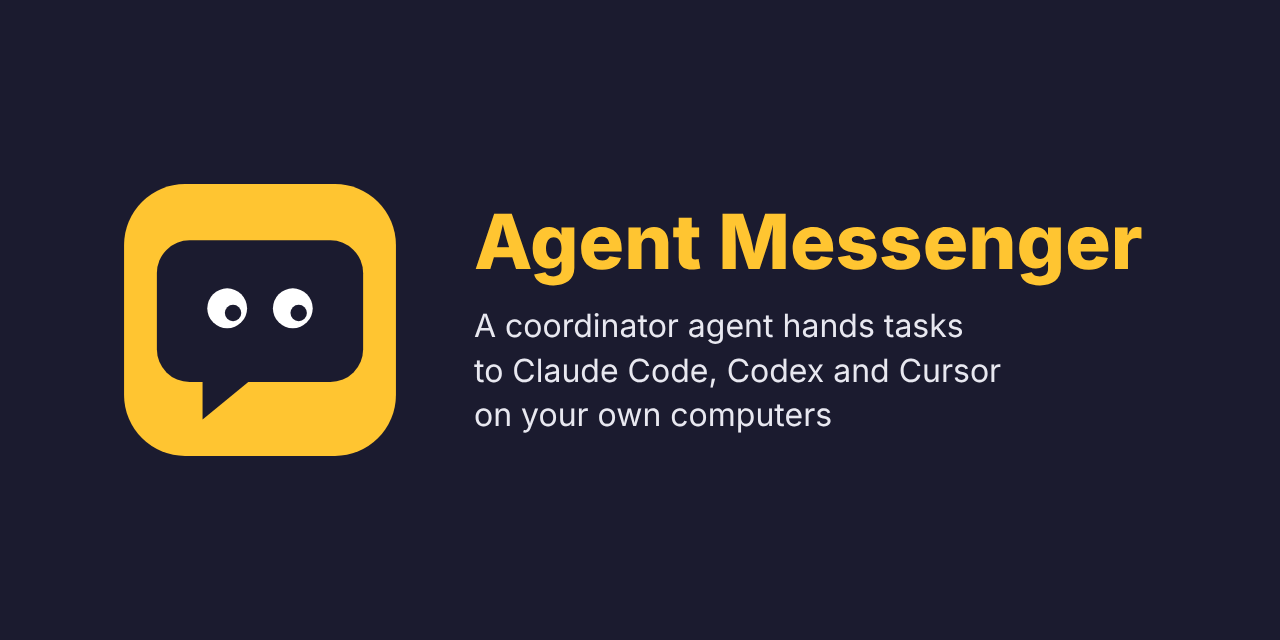 Agent Messenger
A coordinator agent hands tasks
to Claude Code, Codex and Cursor
on your own computers